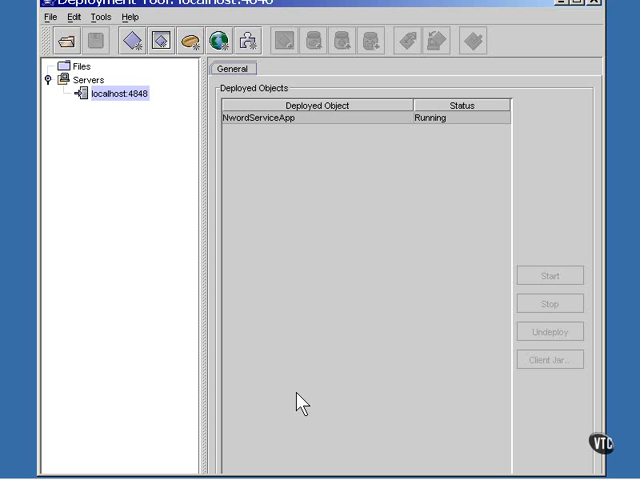 Deployment Tool: localhost:4848
File Edit Tools Help
Files
Servers
localhost:4848
General
Deployed Objects
Deployed Object Status
NwordServiceApp Running
Start
Stop
Undeploy
Client Jar...
VTC